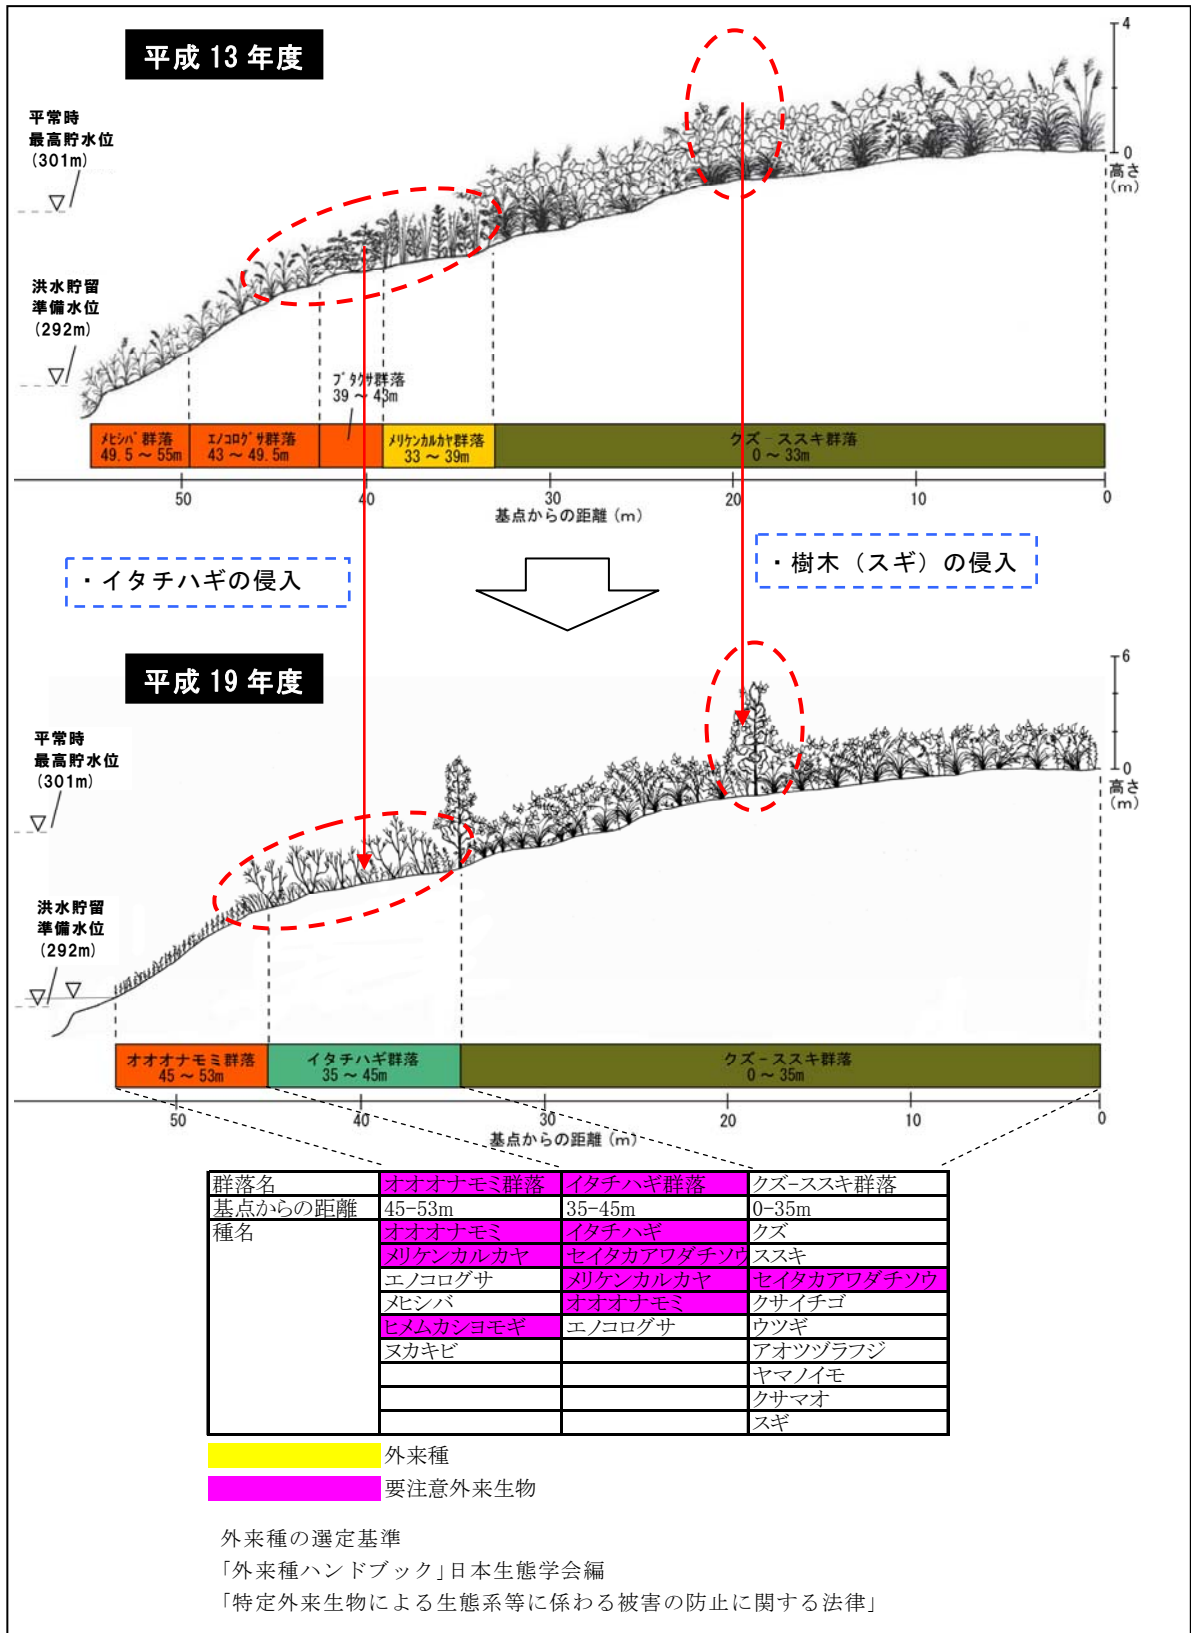 平成 13 年度
4
0
高さ
(m)
平常時
最高貯水位
(301m)
洪水貯留
準備水位
(292m)
ブタクサ群落
39 ～ 43m
メヒシバ群落
49.5 ～ 55m
エノコログサ群落
43 ～ 49.5m
メリケンカルカヤ群落
33 ～ 39m
クズ－ススキ群落
0 ～ 33m
50
40
30
20
10
0
基点からの距離 (m)
・イタチハギの侵入
・樹木（スギ）の侵入
平成 19 年度
6
0
高さ
(m)
平常時
最高貯水位
(301m)
洪水貯留
準備水位
(292m)
オオオナモミ群落
45 ～ 53m
イタチハギ群落
35 ～ 45m
クズ－ススキ群落
0 ～ 35m
50
40
30
20
10
0
基点からの距離 (m)
群落名 オオオナモミ群落 イタチハギ群落 クズ-ススキ群落
基点からの距離 45-53m 35-45m 0-35m
種名 オオオナモミ イタチハギ クズ
メリケンカルカヤ セイタカアワダチソウ ススキ
エノコログサ メリケンカルカヤ セイタカアワダチソウ
メヒシバ オオオナモミ クサイチゴ
ヒメムカシヨモギ エノコログサ ウツギ
ヌカキビ アオツヅラフジ
ヤマノイモ
クサマオ
スギ
外来種
要注意外来生物
外来種の選定基準
「外来種ハンドブック」日本生態学会編
「特定外来生物による生態系等に係わる被害の防止に関する法律」